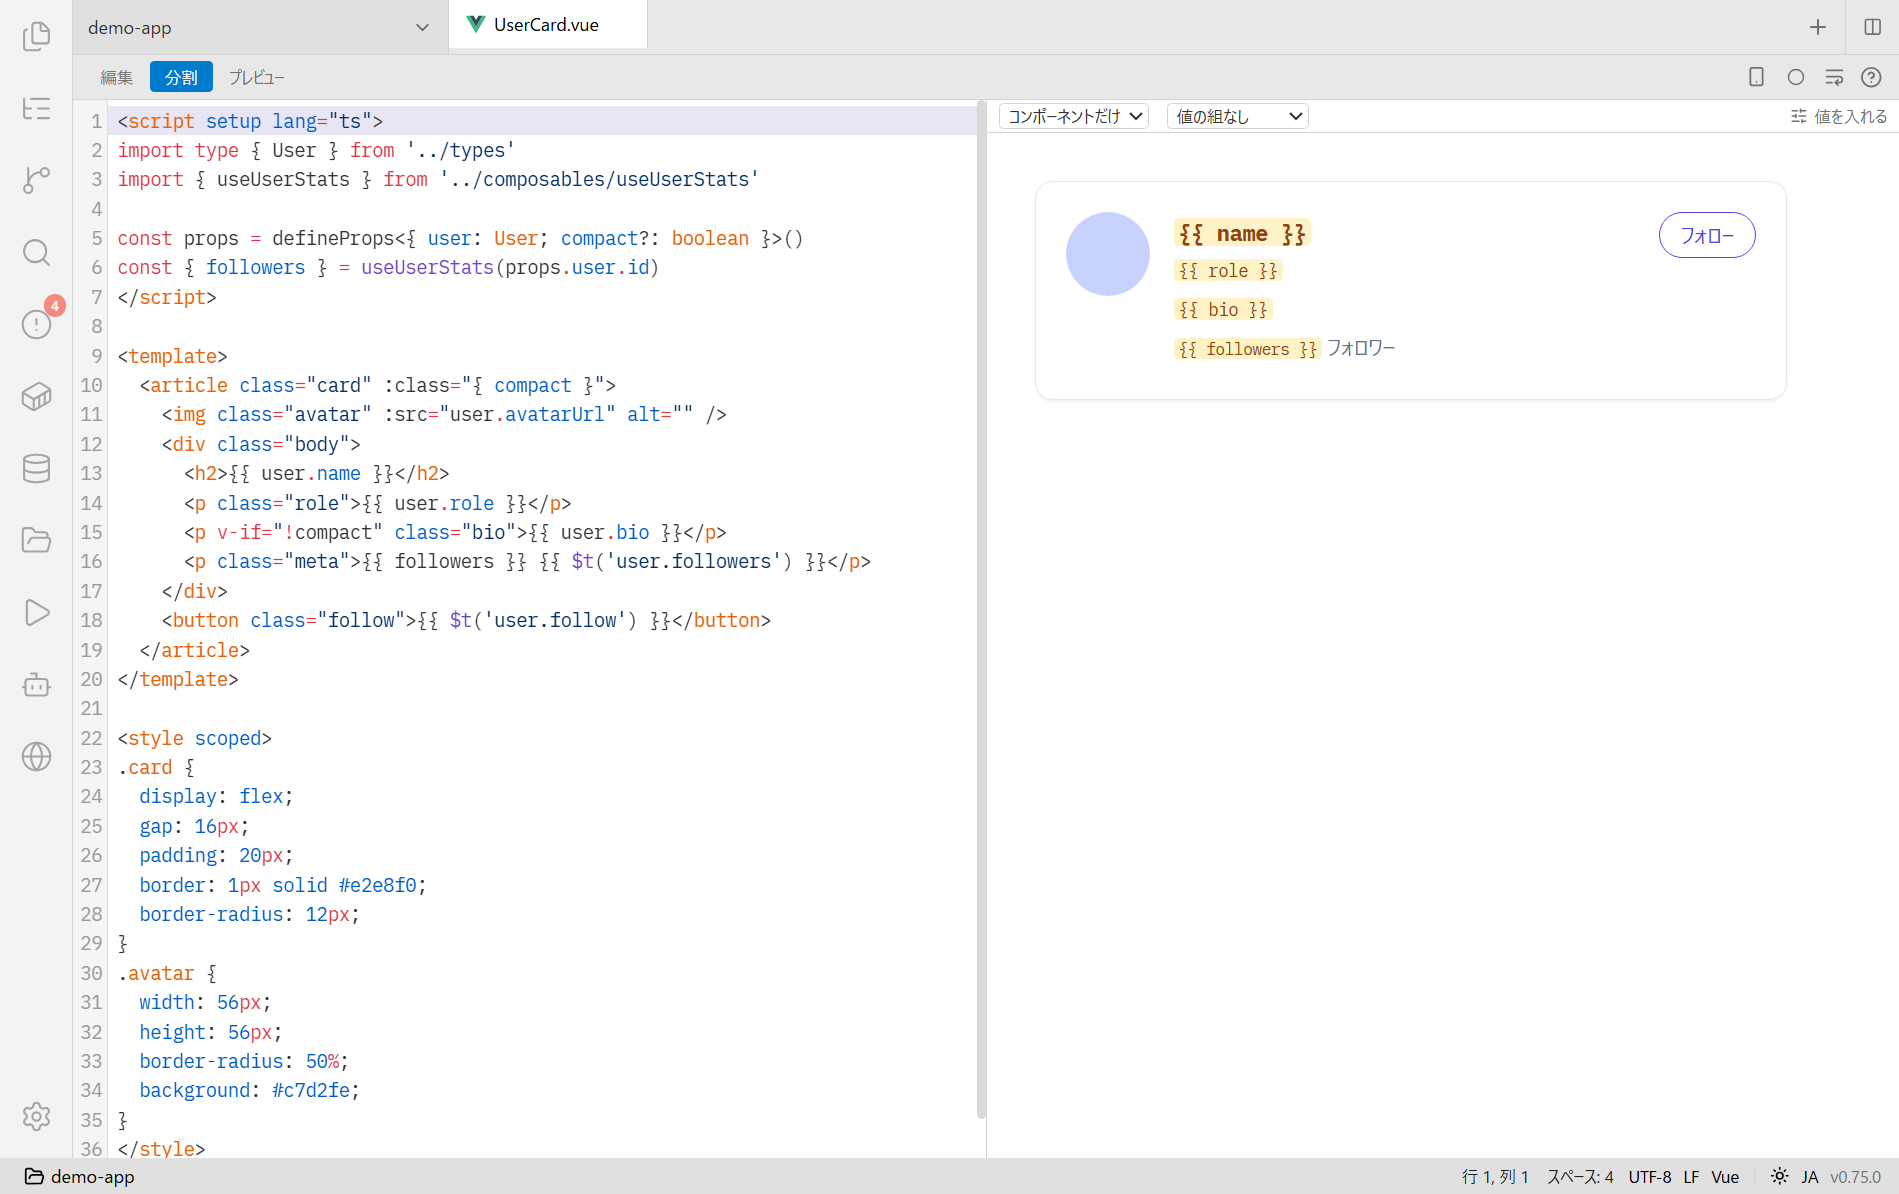 demo-app
UserCard.vue
編集 分割 プレビュー
4
1 <script setup lang="ts">
2 import type { User } from '../types'
3 import { useUserStats } from '../composables/useUserStats'
4
5 const props = defineProps<{ user: User; compact?: boolean }>()
6 const { followers } = useUserStats(props.user.id)
7 </script>
8
9 <template>
10   <article class="card" :class="{ compact }">
11     <img class="avatar" :src="user.avatarUrl" alt="" />
12     <div class="body">
13       <h2>{{ user.name }}</h2>
14       <p class="role">{{ user.role }}</p>
15       <p v-if="!compact" class="bio">{{ user.bio }}</p>
16       <p class="meta">{{ followers }} {{ $t('user.followers') }}</p>
17     </div>
18     <button class="follow">{{ $t('user.follow') }}</button>
19   </article>
20 </template>
21
22 <style scoped>
23 .card {
24   display: flex;
25   gap: 16px;
26   padding: 20px;
27   border: 1px solid #e2e8f0;
28   border-radius: 12px;
29 }
30 .avatar {
31   width: 56px;
32   height: 56px;
33   border-radius: 50%;
34   background: #c7d2fe;
35 }
36 </style>
コンポーネントだけ 値の組なし 値を入れる
{{ name }}
フォロー
{{ role }}
{{ bio }}
{{ followers }} フォロワー
demo-app
行 1, 列 1 スペース: 4 UTF-8 LF Vue JA v0.75.0